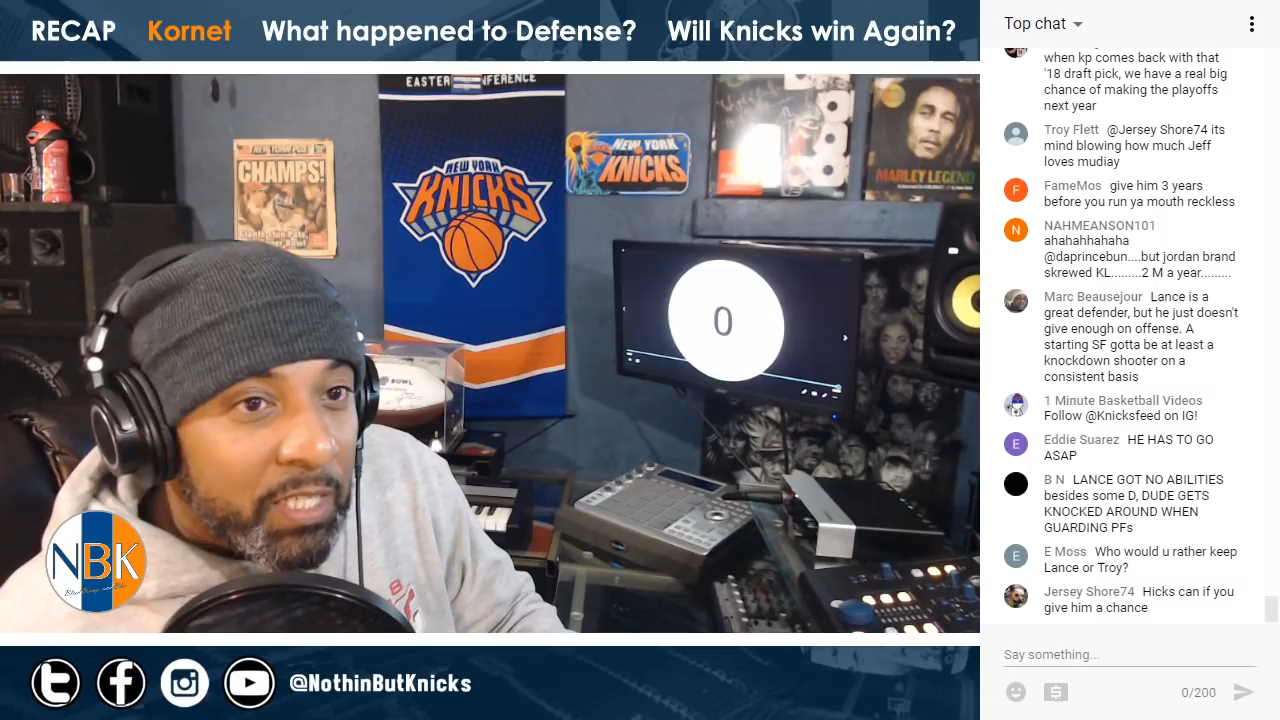 RECAP Kornet What happened to Defense? Will Knicks win Again?
NEW YORK POST
CHAMPS!
EASTER NFERENCE
NEW YORK
KNICKS
NEW YORK
KNICKS
MARLEY LEGEND
0
BOWL
NBK
@NothinButKnicks
Top chat
when kp comes back with that
'18 draft pick, we have a real big
chance of making the playoffs
next year
Troy Flett @Jersey Shore74 its
mind blowing how much Jeff
loves mudiay
F FameMos give him 3 years
before you run ya mouth reckless
N NAHMEANSON101
ahahahhahaha
@daprincebun....but jordan brand
skrewed KL.........2 M a year.........
Marc Beausejour Lance is a
great defender, but he just doesn't
give enough on offense. A
starting SF gotta be at least a
knockdown shooter on a
consistent basis
1 Minute Basketball Videos
Follow @Knicksfeed on IG!
E Eddie Suarez HE HAS TO GO
ASAP
B N LANCE GOT NO ABILITIES
besides some D, DUDE GETS
KNOCKED AROUND WHEN
GUARDING PFs
E E Moss Who would u rather keep
Lance or Troy?
Jersey Shore74 Hicks can if you
give him a chance
Say something...
0/200